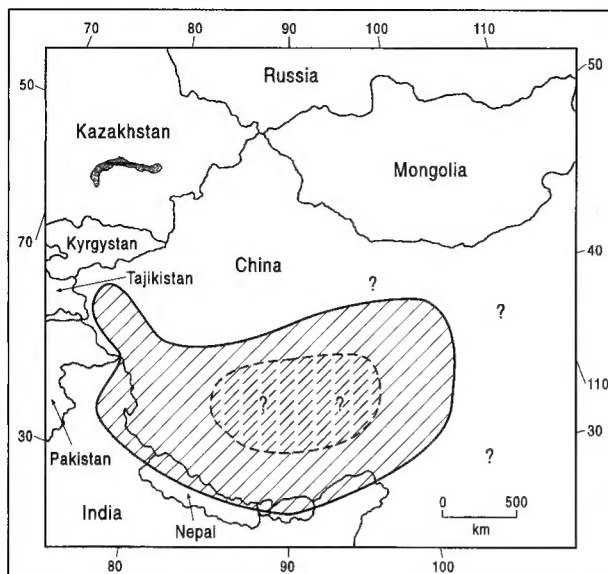 70 80 90 100 110
50
50
Russia
Kazakhstan
Mongolia
70
Kyrgystan
40
China
Tajikistan
?
?
110
? ?
30
30
?
Pakistan
0 500
km
India
Nepal
80 90 100